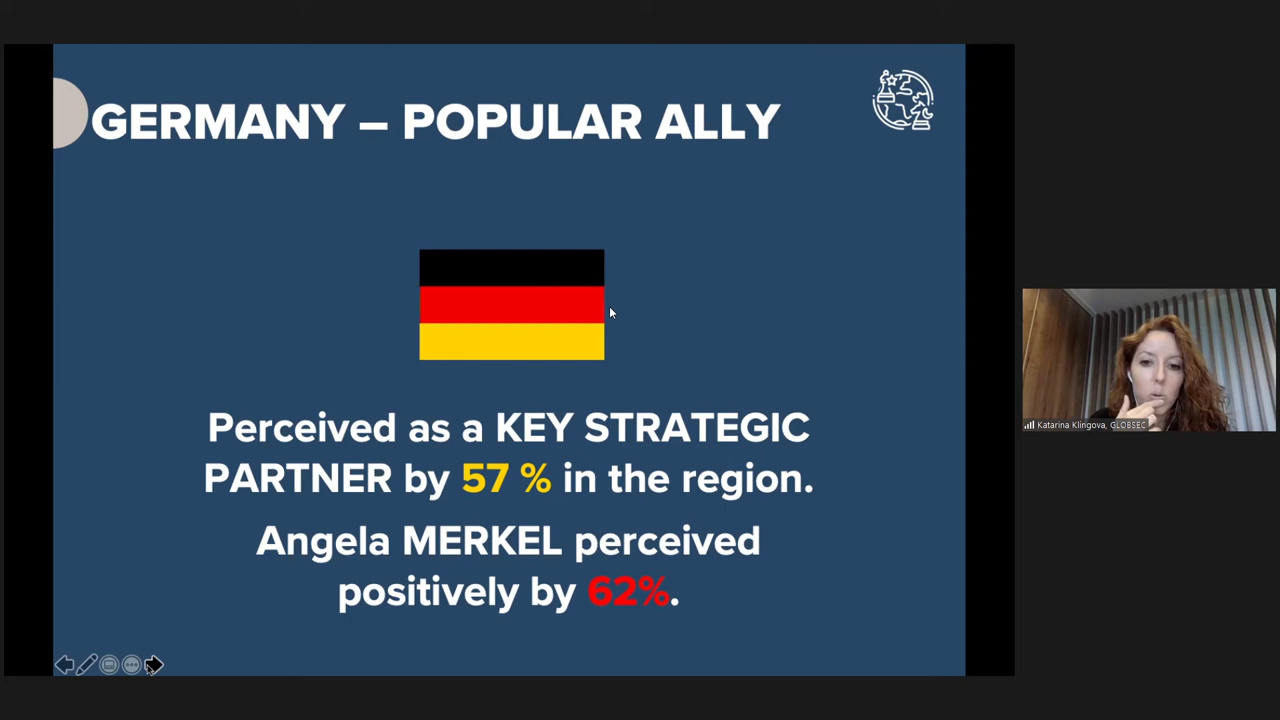 GERMANY – POPULAR ALLY
Perceived as a KEY STRATEGIC
PARTNER by 57 % in the region.
Angela MERKEL perceived
positively by 62%.
Katarina Klingova, GLOBSEC